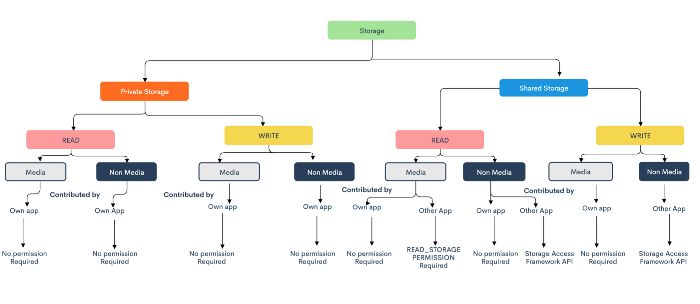 Storage
Private Storage
Shared Storage
READ
WRITE
READ
WRITE
Media
Non Media
Media
Non Media
Media
Non Media
Media
Non Media
Contributed by
Contributed by
Contributed by
Contributed by
Own app
Own App
Own app
Own app
Own app
Other App
Own app
Other App
Own app
Other App
No permission
Required
No permission
Required
No permission
Required
No permission
Required
No permission
Required
READ_STORAGE
PERMISSION
Required
No permission
Required
Storage Access
Framework API
No permission
Required
Storage Access
Framework API